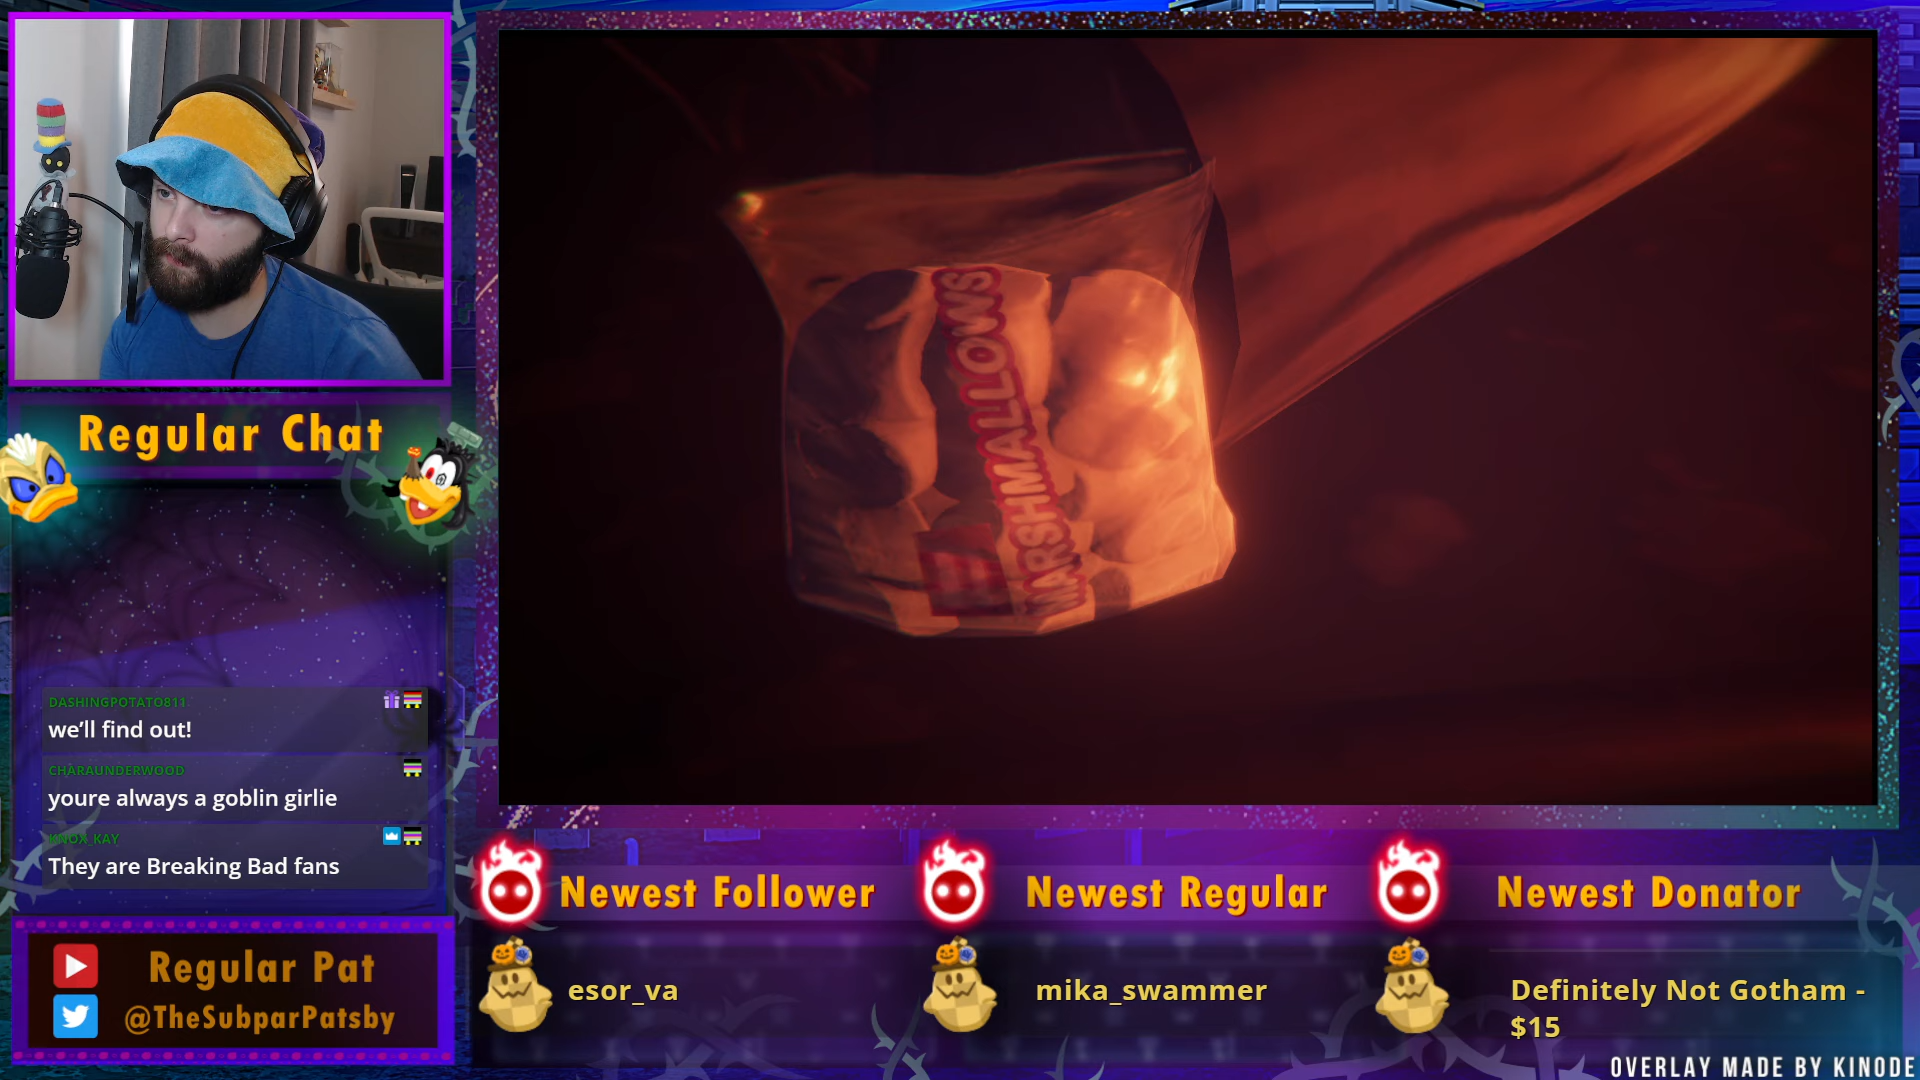 MARSHMALLOWS
Regular Chat
DASHINGPOTATO811
we'll find out!
CHARAUNDERWOOD
youre always a goblin girlie
KNOX_KAY
They are Breaking Bad fans
Regular Pat
@TheSubparPatsby
Newest Follower
esor_va
Newest Regular
mika_swammer
Newest Donator
Definitely Not Gotham -
$15
OVERLAY MADE BY KINODE